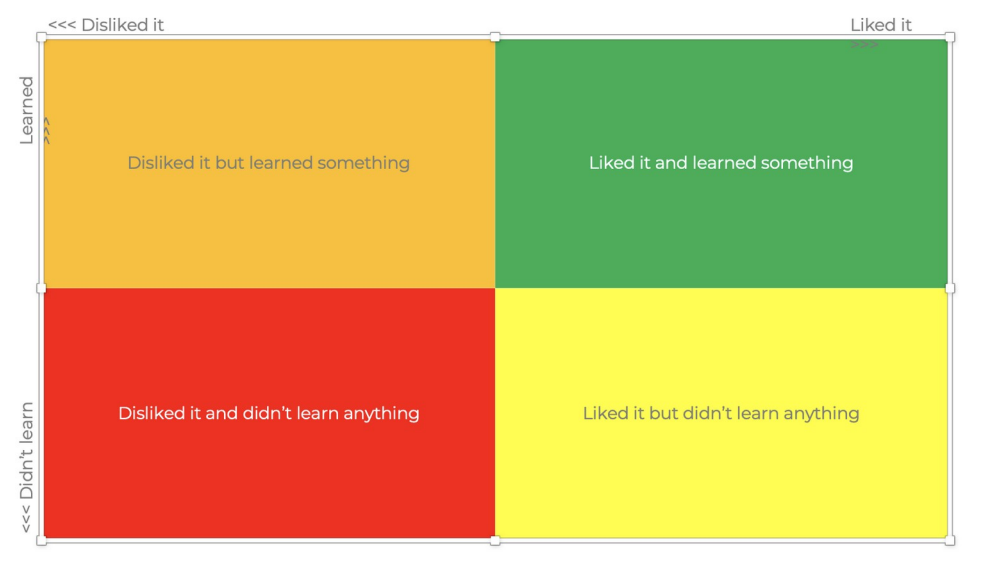 <<< Disliked it
Liked it
>>>
Learned
>>>
Disliked it but learned something
Liked it and learned something
<<< Didn't learn
Disliked it and didn't learn anything
Liked it but didn't learn anything